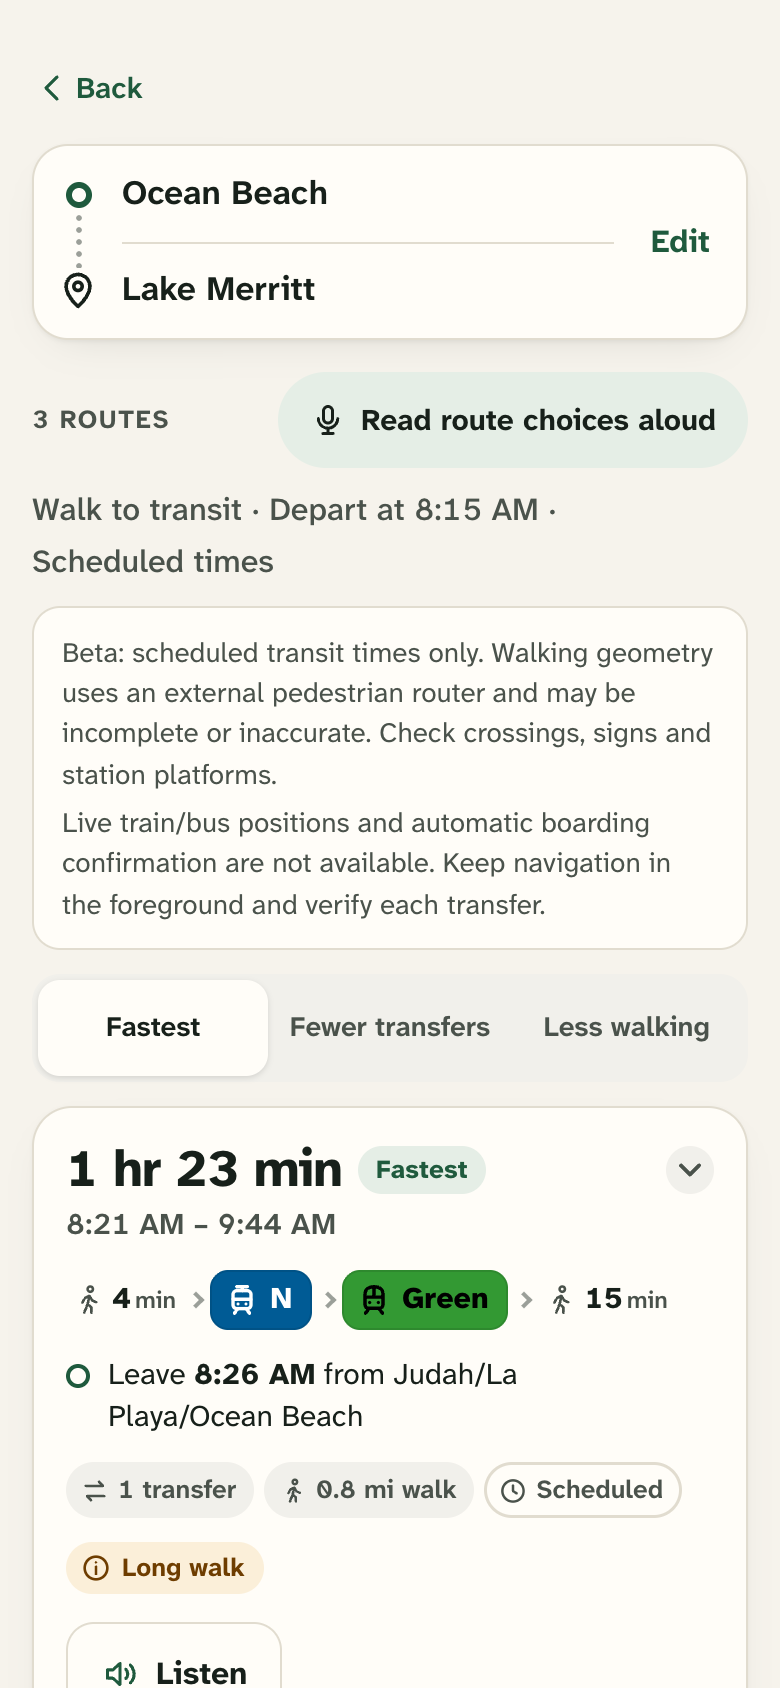 Back
Ocean Beach
Edit
Lake Merritt
3 ROUTES
Read route choices aloud
Walk to transit · Depart at 8:15 AM ·
Scheduled times
Beta: scheduled transit times only. Walking geometry
uses an external pedestrian router and may be
incomplete or inaccurate. Check crossings, signs and
station platforms.
Live train/bus positions and automatic boarding
confirmation are not available. Keep navigation in
the foreground and verify each transfer.
Fastest Fewer transfers Less walking
1 hr 23 min Fastest
8:21 AM – 9:44 AM
4 min N Green 15 min
Leave 8:26 AM from Judah/La
Playa/Ocean Beach
1 transfer 0.8 mi walk Scheduled
Long walk
Listen